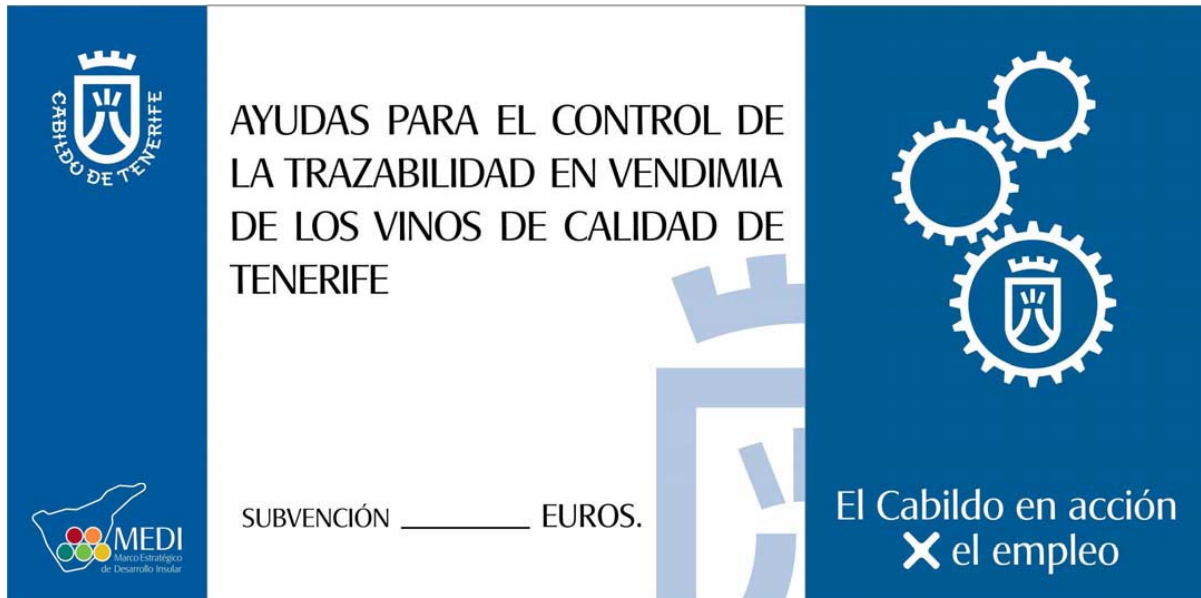 CABILDO DE TENERIFE
AYUDAS PARA EL CONTROL DE
LA TRAZABILIDAD EN VENDIMIA
DE LOS VINOS DE CALIDAD DE
TENERIFE
SUBVENCIÓN ________ EUROS.
MEDI
Marco Estratégico
de Desarrollo Insular
El Cabildo en acción
X el empleo